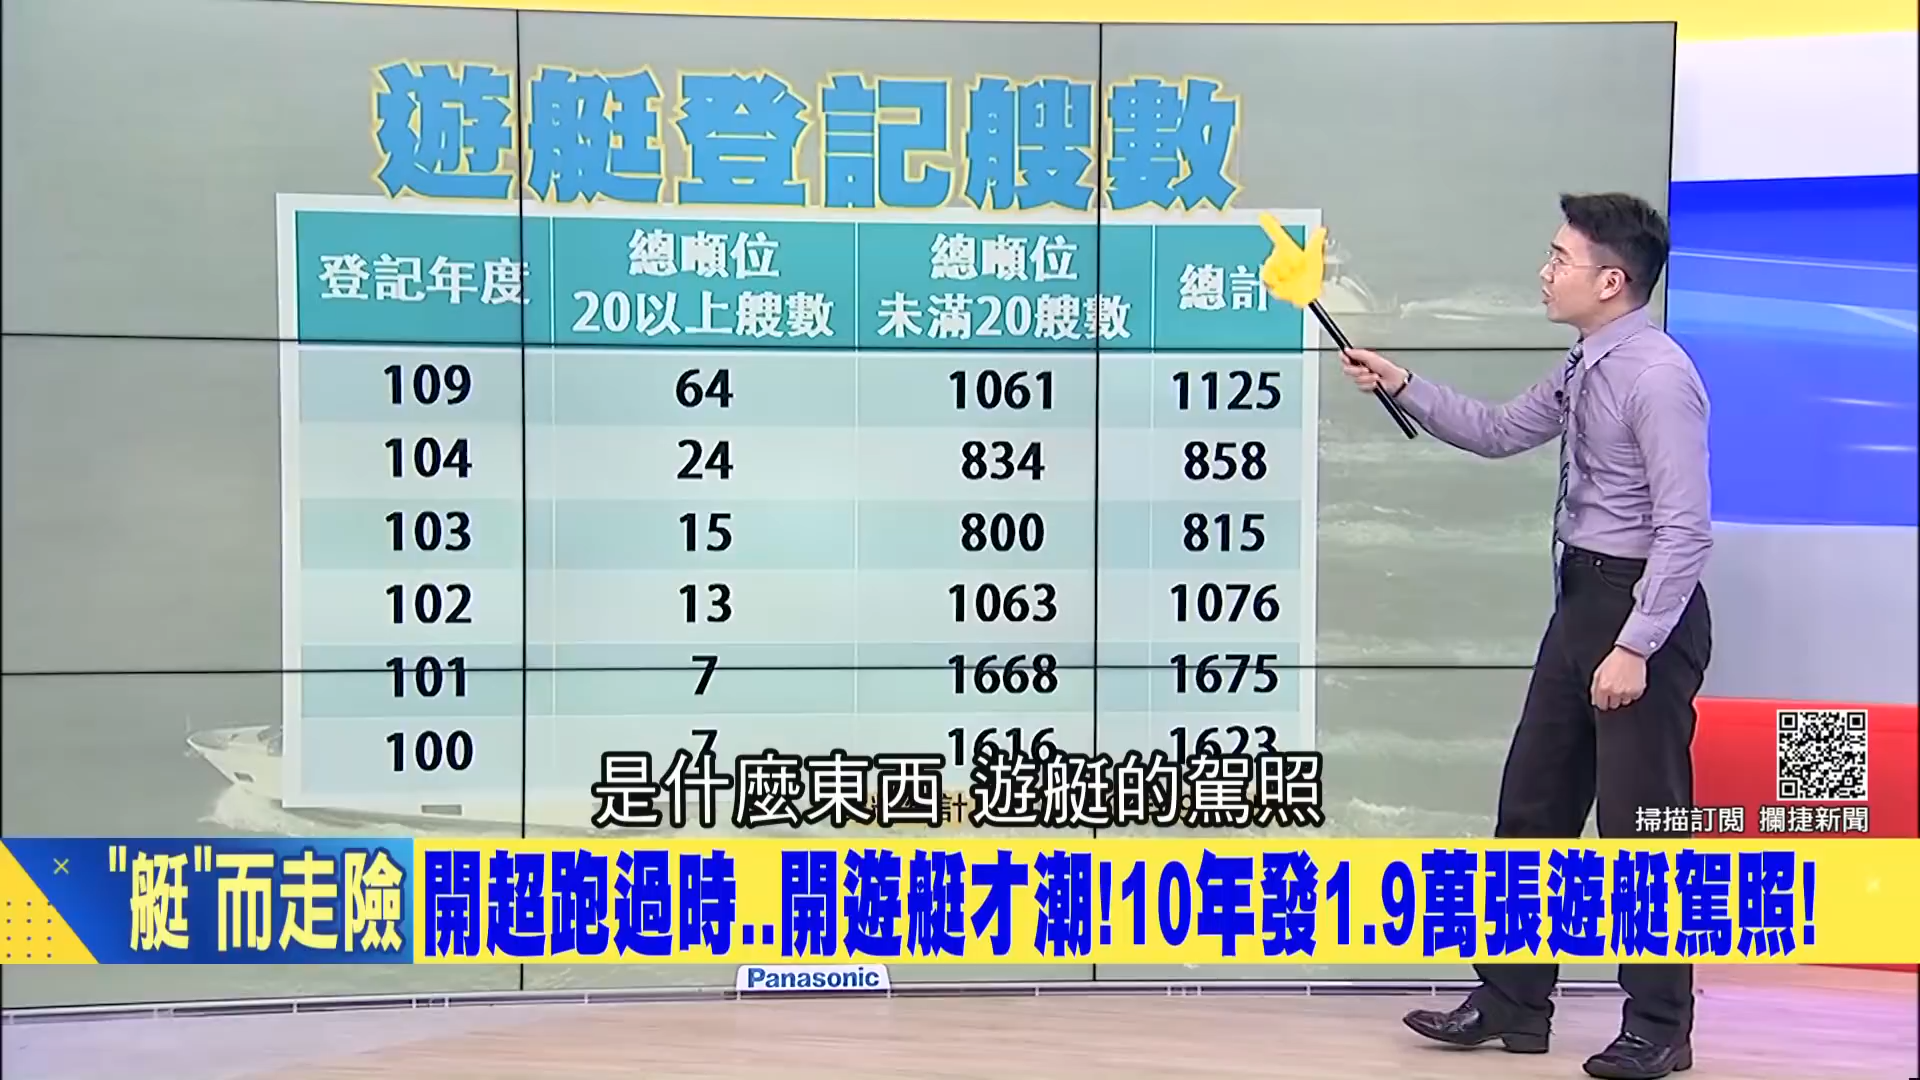 遊艇登記艘數
登記年度 總噸位20以上艘數 總噸位未滿20艘數 總計
109 64 1061 1125
104 24 834 858
103 15 800 815
102 13 1063 1076
101 7 1668 1675
100 7 1616 1623
是什麼東西 遊艇的駕照
掃描訂閱 攔捷新聞
"艇"而走險
開超跑過時..開遊艇才潮!10年發1.9萬張遊艇駕照!
Panasonic